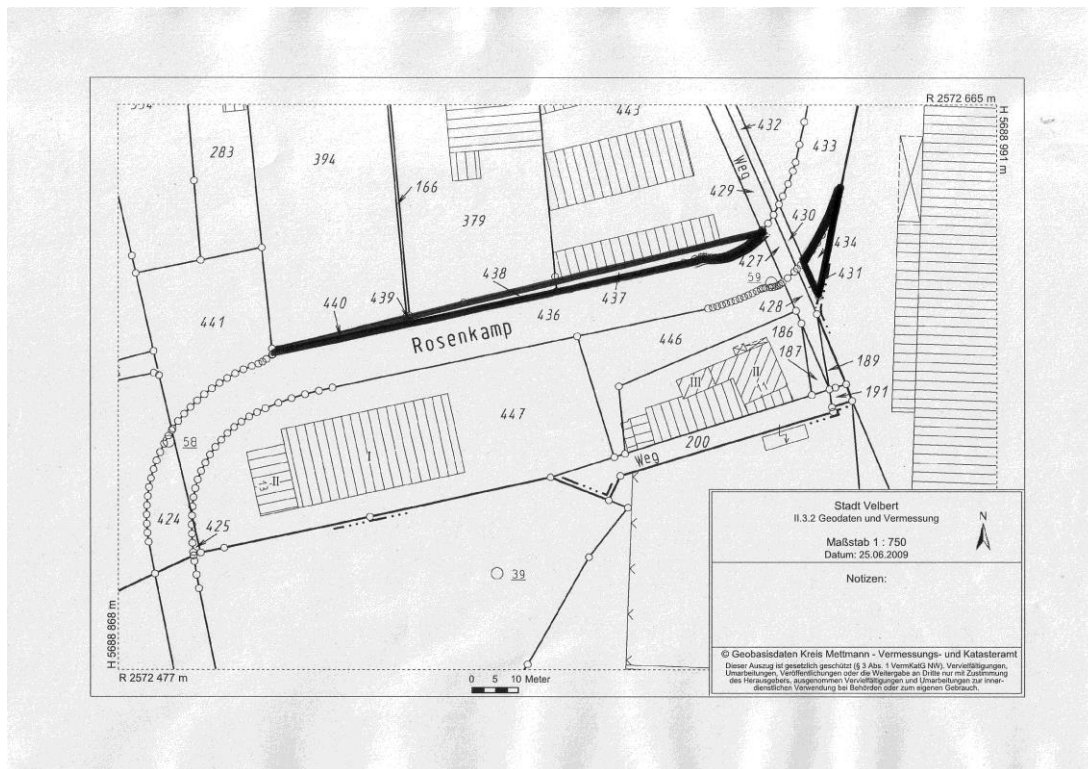 R 2572 665 m
H 5688 991 m
334
283
394
166
379
443
432
433
Weg
429
430
434
427
431
59
428
438
437
439
440
436
441
Rosenkamp
446
186
187
189
191
III
II
447
I
200
Weg
58
II
13
424
425
39
H 5688 868 m
R 2572 477 m
0 5 10 Meter
Stadt Velbert
II.3.2 Geodaten und Vermessung
N
Maßstab 1 : 750
Datum: 25.06.2009
Notizen:
© Geobasisdaten Kreis Mettmann - Vermessungs- und Katasteramt
Dieser Auszug ist gesetzlich geschützt (§ 3 Abs. 1 VermKatG NW). Vervielfältigungen,
Umarbeitungen, Veröffentlichungen oder die Weitergabe an Dritte nur mit Zustimmung
des Herausgebers, ausgenommen Vervielfältigungen und Umarbeitungen zur inner-
dienstlichen Verwendung bei Behörden oder zum eigenen Gebrauch.